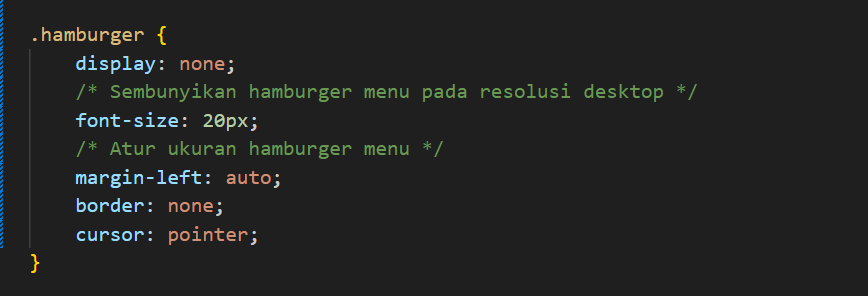 .hamburger {
    display: none;
    /* Sembunyikan hamburger menu pada resolusi desktop */
    font-size: 20px;
    /* Atur ukuran hamburger menu */
    margin-left: auto;
    border: none;
    cursor: pointer;
}